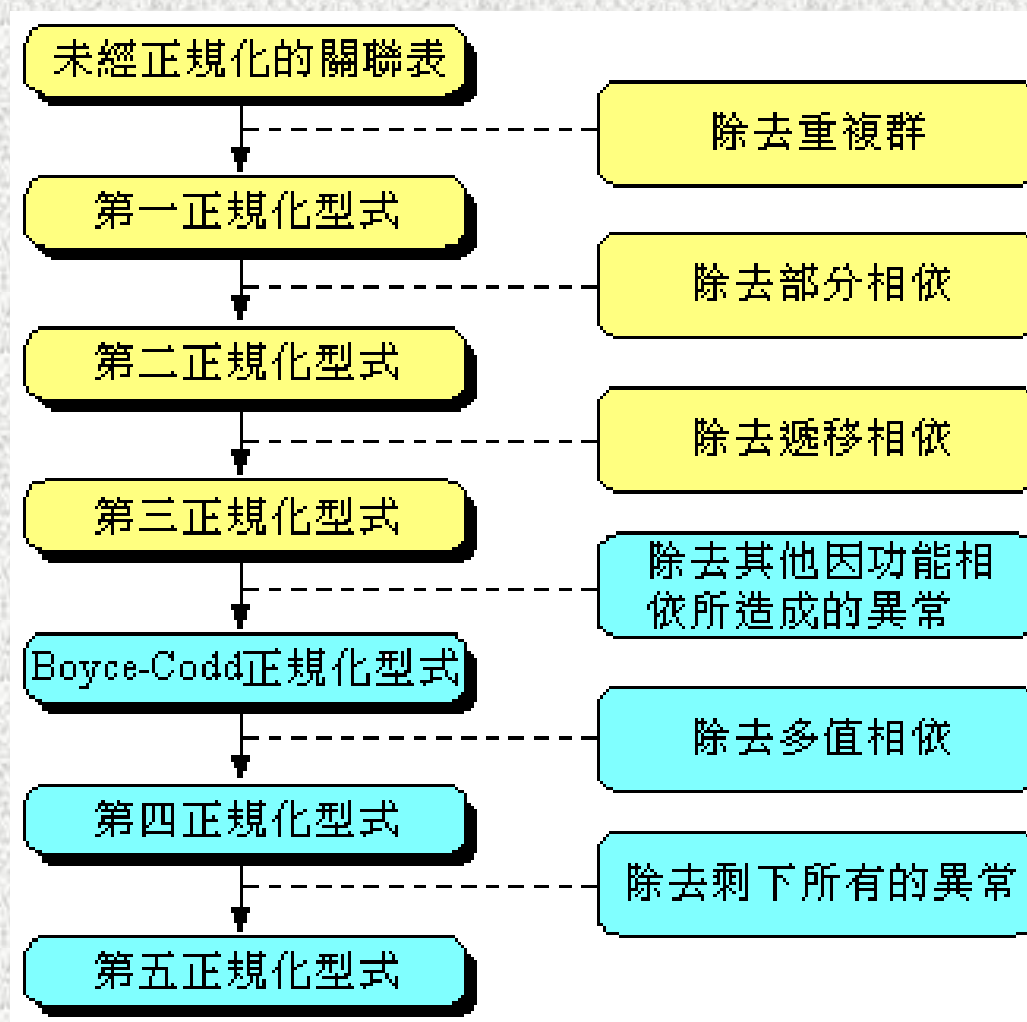 未經正規化的關聯表
除去重複群
第一正規化型式
除去部分相依
第二正規化型式
除去遞移相依
第三正規化型式
除去其他因功能相
依所造成的異常
Boyce-Codd正規化型式
除去多值相依
第四正規化型式
除去剩下所有的異常
第五正規化型式